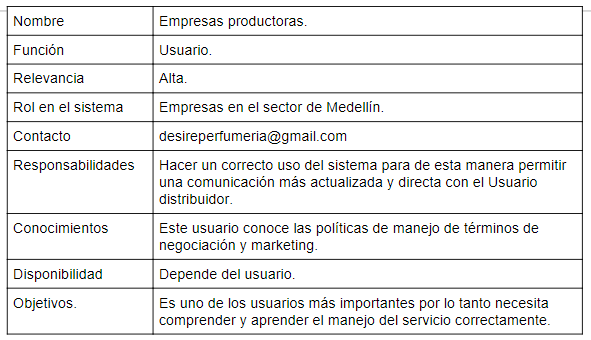 Nombre Empresas productoras.
Función Usuario.
Relevancia Alta.
Rol en el sistema Empresas en el sector de Medellín.
Contacto desireperfumeria@gmail.com
Responsabilidades Hacer un correcto uso del sistema para de esta manera permitir
una comunicación más actualizada y directa con el Usuario
distribuidor.
Conocimientos Este usuario conoce las políticas de manejo de términos de
negociación y marketing.
Disponibilidad Depende del usuario.
Objetivos. Es uno de los usuarios más importantes por lo tanto necesita
comprender y aprender el manejo del servicio correctamente.